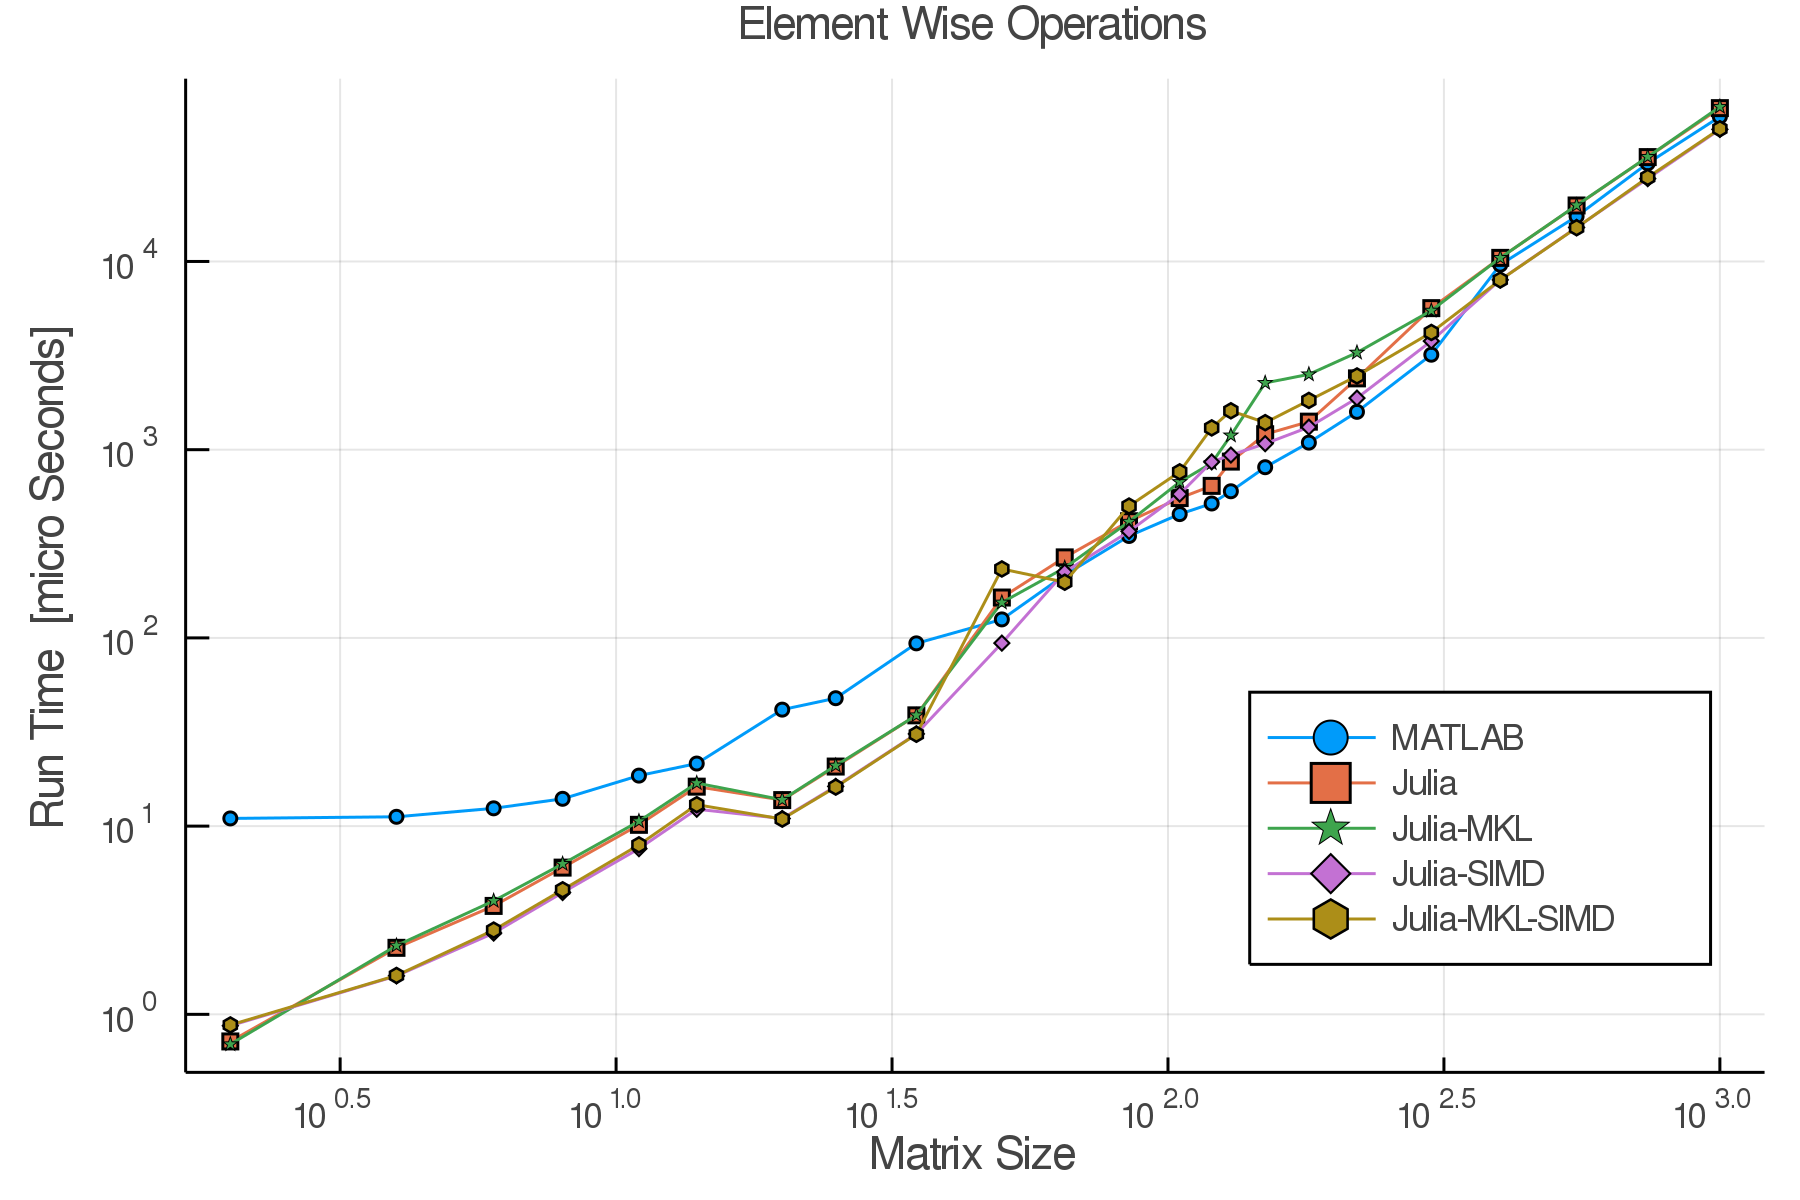 Element Wise Operations
Run Time [micro Seconds]
10^4
10^3
10^2
10^1
10^0
MATLAB
Julia
Julia-MKL
Julia-SIMD
Julia-MKL-SIMD
10^0.5 10^1.0 10^1.5 10^2.0 10^2.5 10^3.0
Matrix Size